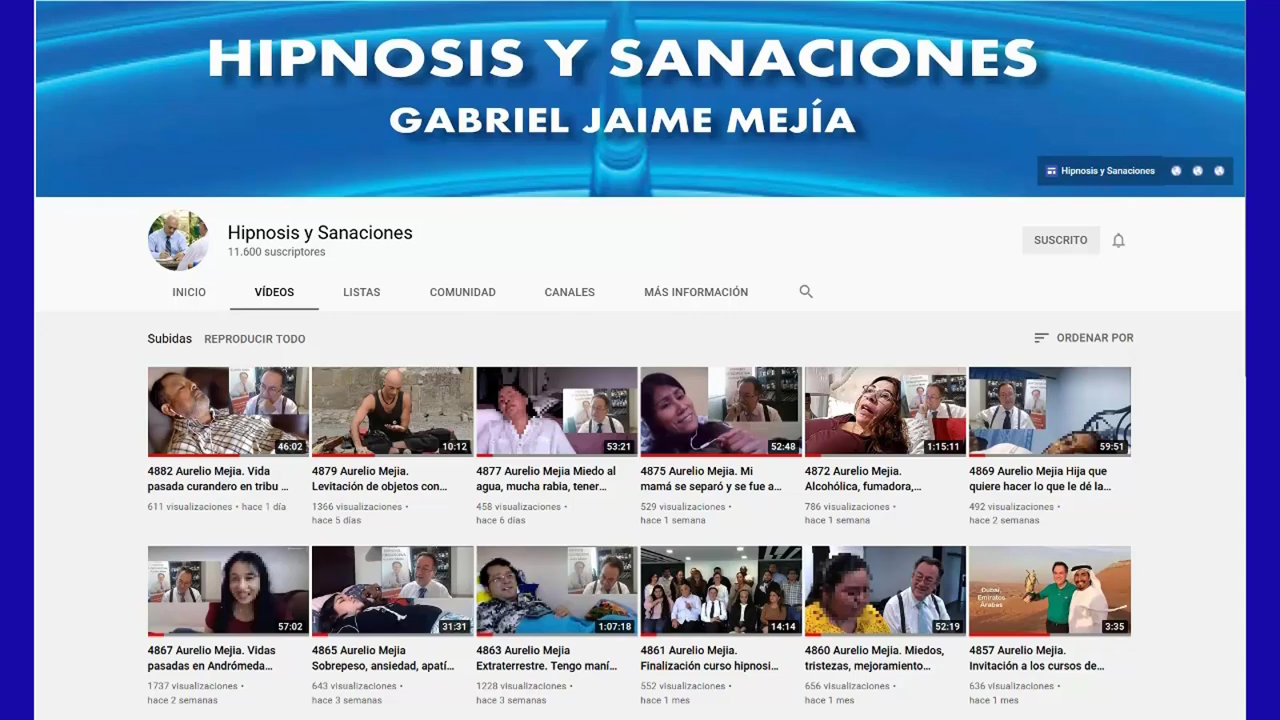 HIPNOSIS Y SANACIONES
GABRIEL JAIME MEJÍA
Hipnosis y Sanaciones
Hipnosis y Sanaciones
11.600 suscriptores
SUSCRITO
INICIO VÍDEOS LISTAS COMUNIDAD CANALES MÁS INFORMACIÓN
Subidas REPRODUCIR TODO ORDENAR POR
46:02
10:12
53:21
52:48
1:15:11
59:51
4882 Aurelio Mejia. Vida
pasada curandero en tribu ...
611 visualizaciones • hace 1 día
4879 Aurelio Mejia.
Levitación de objetos con...
1366 visualizaciones •
hace 5 días
4877 Aurelio Mejia Miedo al
agua, mucha rabia, tener...
458 visualizaciones •
hace 6 días
4875 Aurelio Mejia. Mi
mamá se separó y se fue a...
529 visualizaciones •
hace 1 semana
4872 Aurelio Mejia.
Alcohólica, fumadora,...
786 visualizaciones •
hace 1 semana
4869 Aurelio Mejia Hija que
quiere hacer lo que le dé la...
492 visualizaciones •
hace 2 semanas
57:02
31:31
1:07:18
14:14
52:19
Dubai,
Emiratos
Árabes
3:35
4867 Aurelio Mejia. Vidas
pasadas en Andrómeda...
1737 visualizaciones •
hace 2 semanas
4865 Aurelio Mejia
Sobrepeso, ansiedad, apatí...
643 visualizaciones •
hace 3 semanas
4863 Aurelio Mejia
Extraterrestre. Tengo maní...
1228 visualizaciones •
hace 3 semanas
4861 Aurelio Mejia.
Finalización curso hipnosi...
552 visualizaciones •
hace 1 mes
4860 Aurelio Mejia. Miedos,
tristezas, mejoramiento...
656 visualizaciones •
hace 1 mes
4857 Aurelio Mejia.
Invitación a los cursos de...
636 visualizaciones •
hace 1 mes